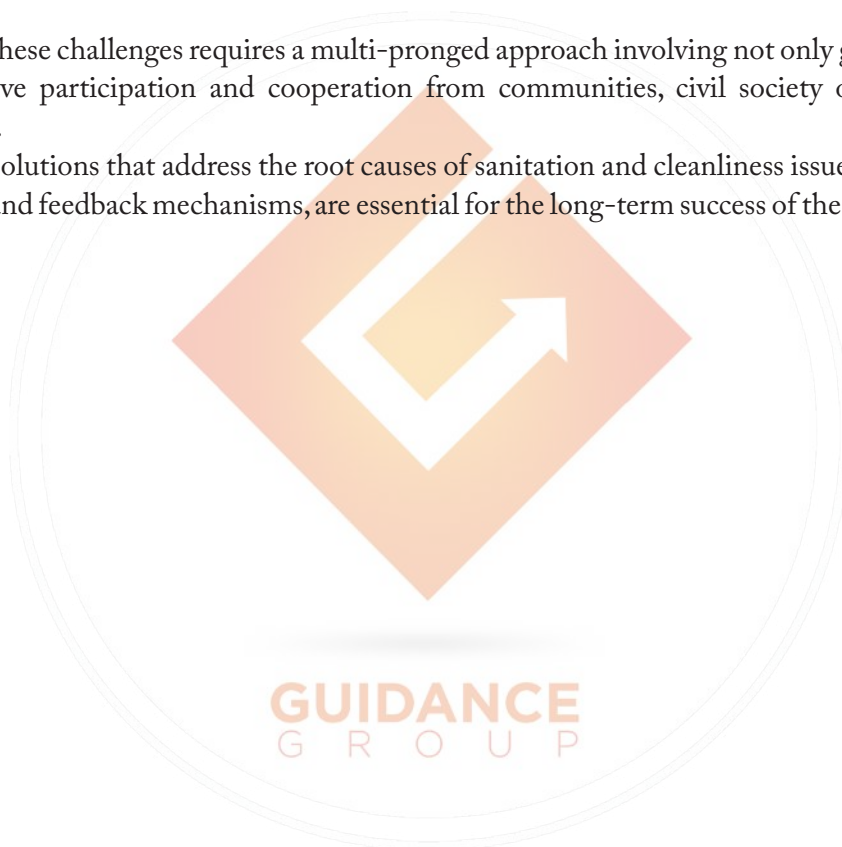 hese challenges requires a multi-pronged approach involving not only g
ve participation and cooperation from communities, civil society o
.
olutions that address the root causes of sanitation and cleanliness issue
nd feedback mechanisms, are essential for the long-term success of the
GUIDANCE
GROUP